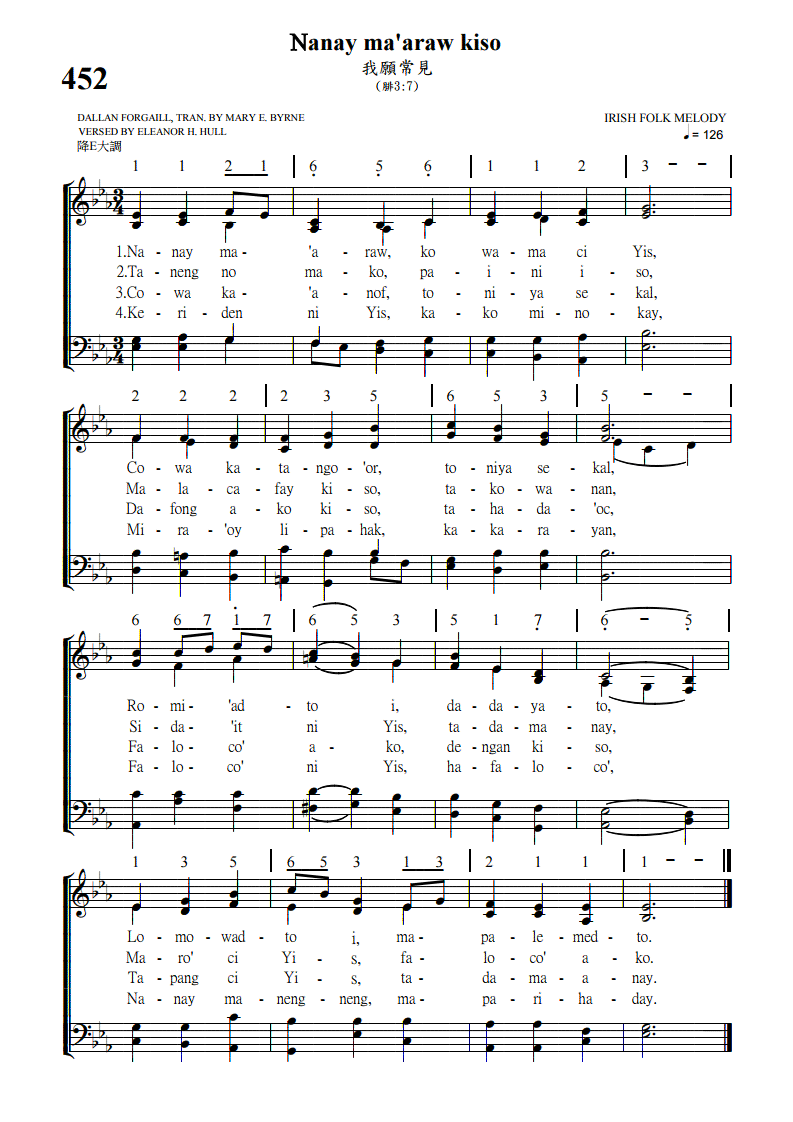 Nanay ma'araw kiso
452
我願常見
(腓3:7)
DALLAN FORGAILL, TRAN. BY MARY E. BYRNE
IRISH FOLK MELODY
VERSED BY ELEANOR H. HULL
♩= 126
降E大調
1 1 2 1 | 6 5 6 | 1 1 2 | 3 - - |
1.Na - nay ma- 'a - raw, ko wa - ma ci Yis,
2.Ta - neng no ma - ko, pa - i - ni i - so,
3.Co - wa ka - 'a - nof, to - ni - ya se - kal,
4.Ke - ri - den ni Yis, ka - ko mi - no - kay,
2 2 2 | 2 3 5 | 6 5 3 | 5 - - |
Co - wa ka - ta - ngo - 'or, to - niya se - kal,
Ma - la - ca - fay ki - so, ta - ko - wa - nan,
Da - fong a - ko ki - so, ta - ha - da - 'oc,
Mi - ra - 'oy li - pa - hak, ka - ka - ra - yan,
6 6 7 1 7 | 6 5 3 | 5 1 7 | 6 - 5 |
Ro - mi - 'ad - to i, da - da - ya - to,
Si - da - 'it ni Yis, ta - da - ma - nay,
Fa - lo - co' a - ko, de - ngan ki - so,
Fa - lo - co' ni Yis, ha - fa - lo - co',
1 3 5 | 6 5 3 1 3 | 2 1 1 | 1 - - ‖
Lo - mo - wad - to i, ma - pa - le - med - to.
Ma - ro' ci Yi - s, fa - lo - co' a - ko.
Ta - pang ci Yi - s, ta - da - ma - a - nay.
Na - nay ma - neng - neng, ma - pa - ri - ha - day.